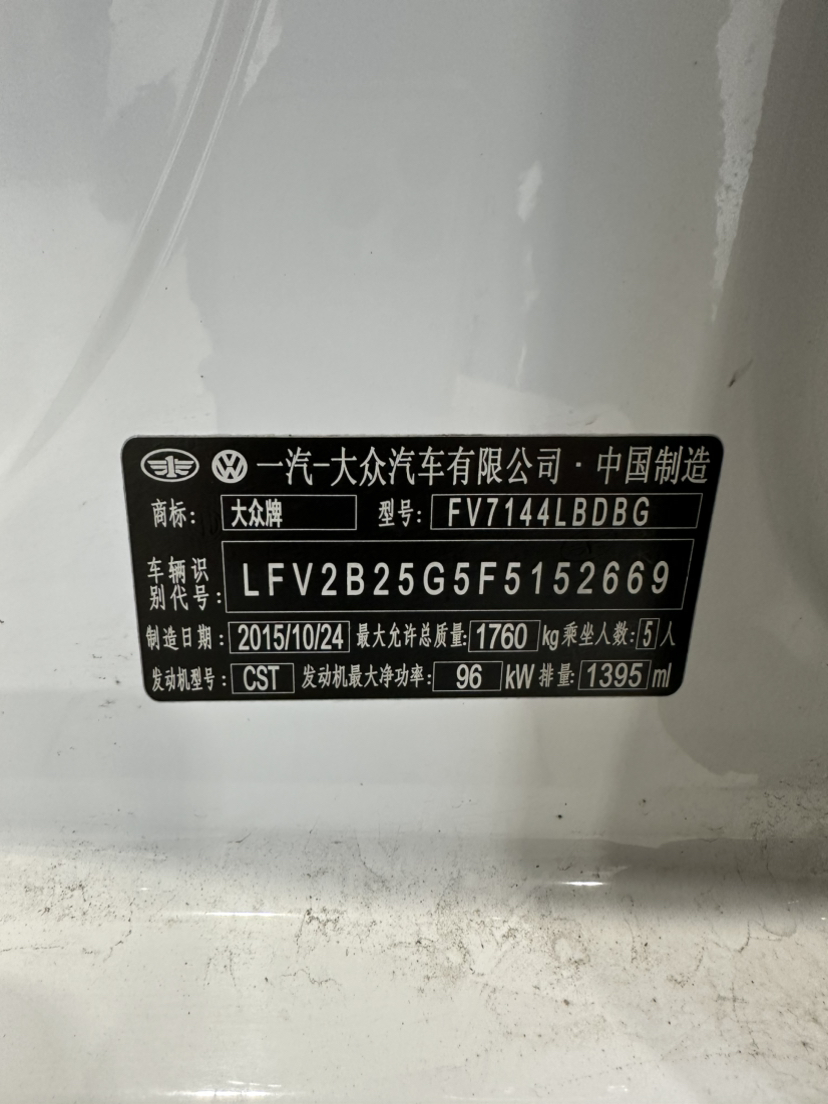 一汽-大众汽车有限公司·中国制造
商标: 大众牌 型号: FV7144LBDBG
车辆识别代号: LFV2B25G5F5152669
制造日期: 2015/10/24 最大允许总质量: 1760 kg 乘坐人数: 5 人
发动机型号: CST 发动机最大净功率: 96 kW 排量: 1395 ml